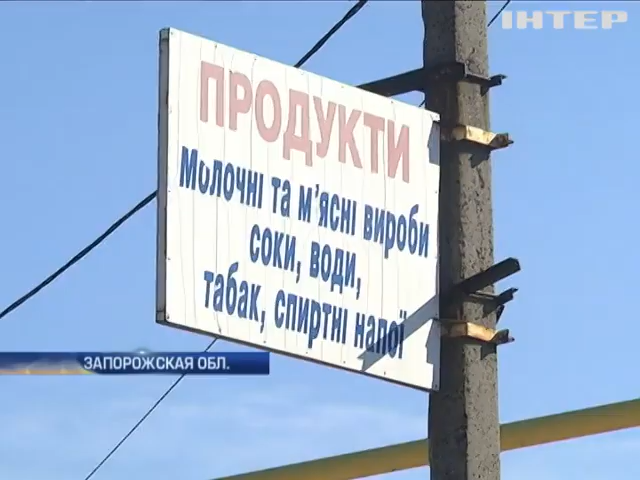 ІНТЕР
ПРОДУКТИ
Молочні та м'ясні вироби
соки, води,
табак, спиртні напої
ЗАПОРОЖСКАЯ ОБЛ.